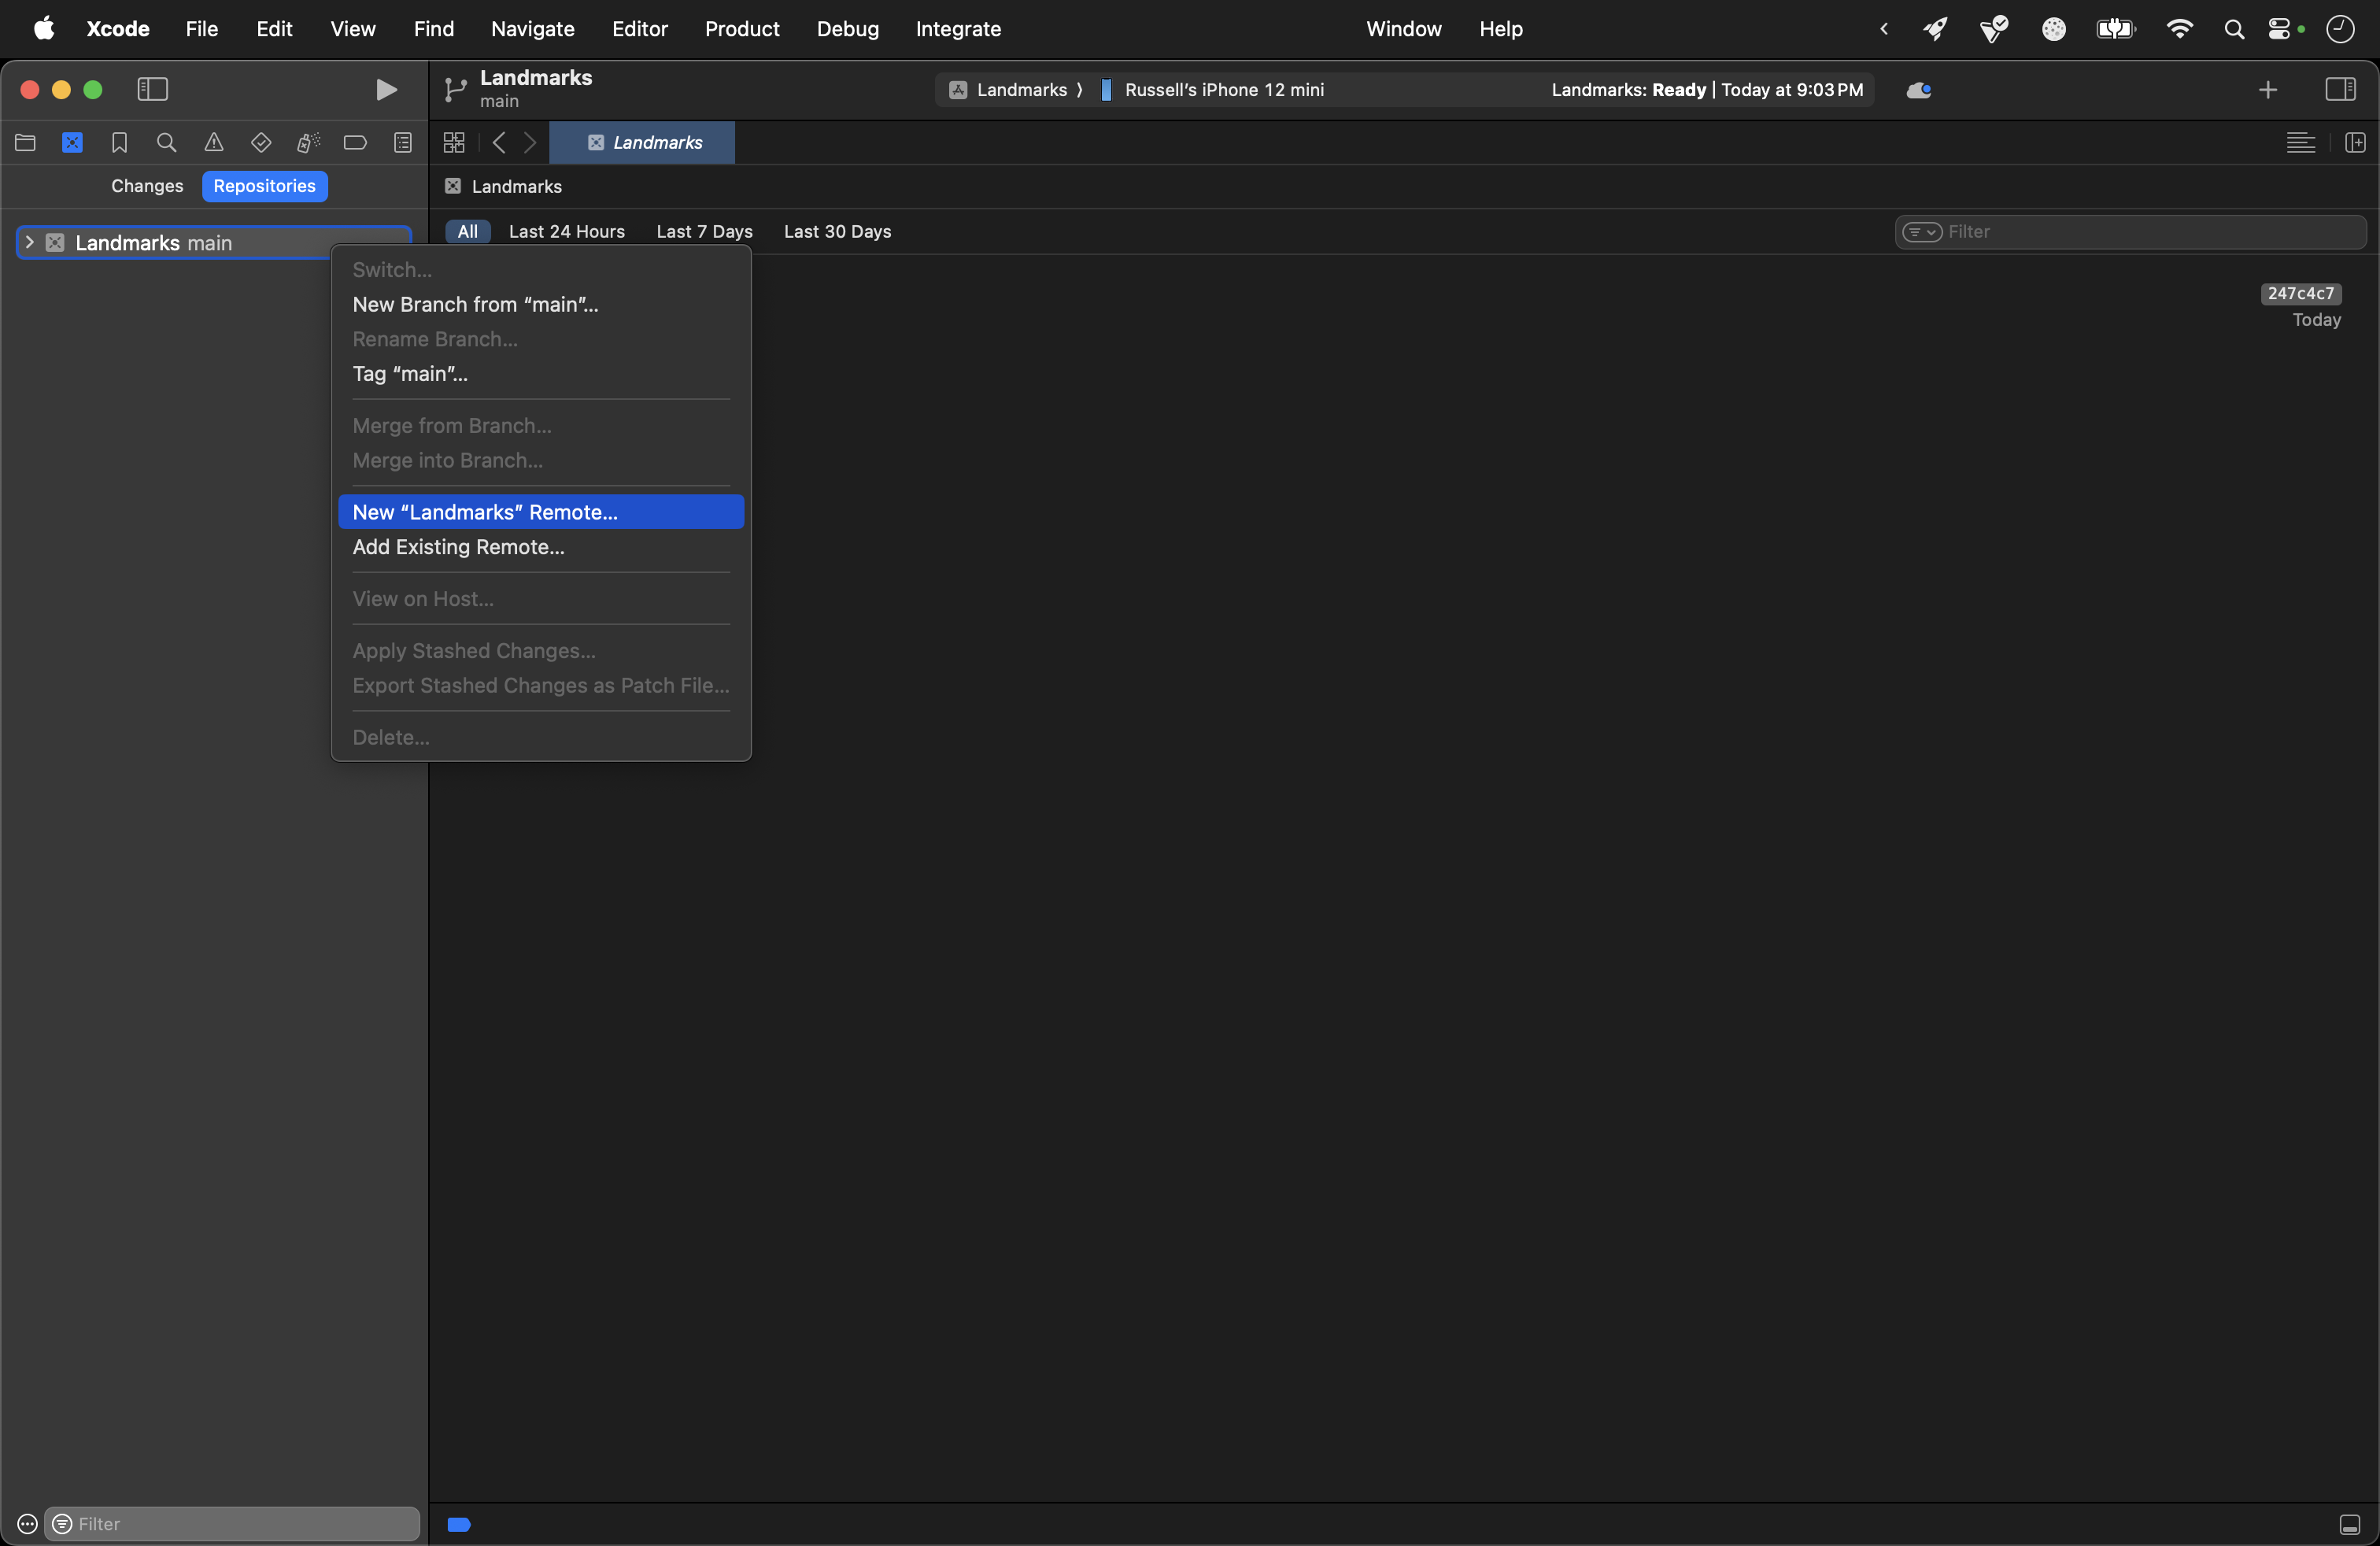 Xcode File Edit View Find Navigate Editor Product Debug Integrate Window Help
Landmarks
main
Landmarks Russell’s iPhone 12 mini Landmarks: Ready | Today at 9:03 PM
Landmarks
Changes Repositories
Landmarks
Landmarks main
All Last 24 Hours Last 7 Days Last 30 Days Filter
247c4c7
Today
Switch...
New Branch from “main”...
Rename Branch...
Tag “main”...
Merge from Branch...
Merge into Branch...
New “Landmarks” Remote...
Add Existing Remote...
View on Host...
Apply Stashed Changes...
Export Stashed Changes as Patch File...
Delete...
Filter